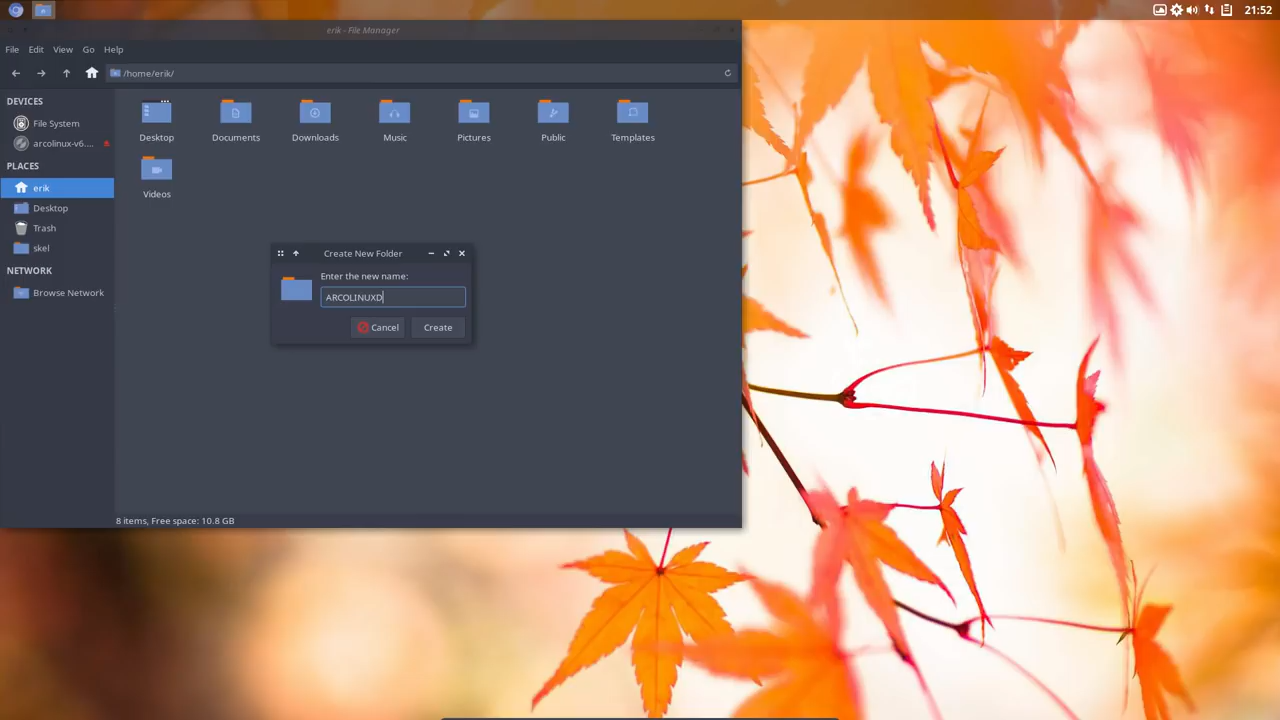 21:52
erik - File Manager
File Edit View Go Help
/home/erik/
DEVICES
File System
arcolinux-v6....
PLACES
erik
Desktop
Trash
skel
NETWORK
Browse Network
Desktop Documents Downloads Music Pictures Public Templates
Videos
Create New Folder
Enter the new name:
ARCOLINUXD
Cancel Create
8 items, Free space: 10.8 GB